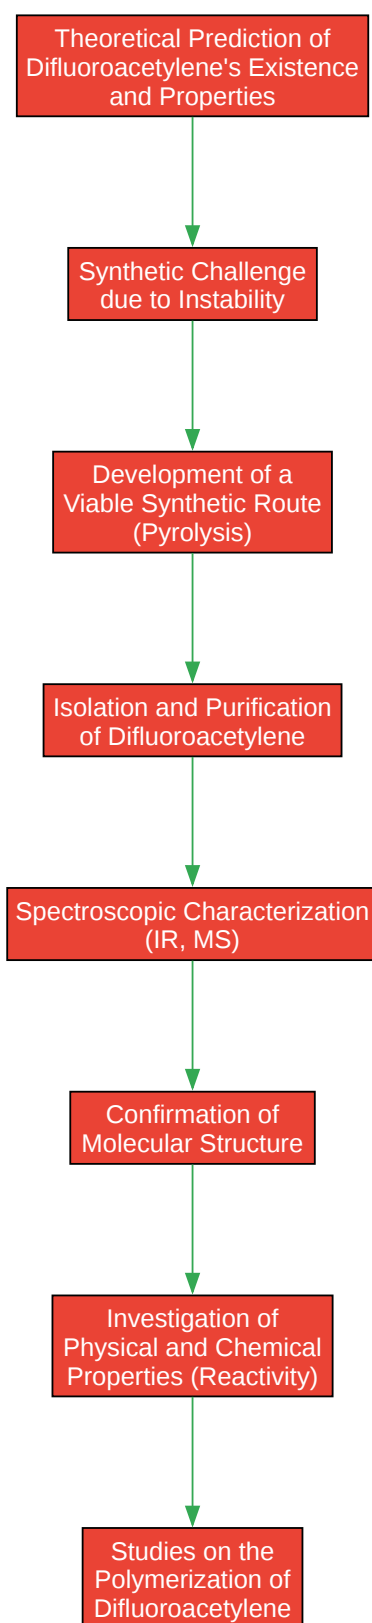 Theoretical Prediction of
Difluoroacetylene's Existence
and Properties
Synthetic Challenge
due to Instability
Development of a
Viable Synthetic Route
(Pyrolysis)
Isolation and Purification
of Difluoroacetylene
Spectroscopic Characterization
(IR, MS)
Confirmation of
Molecular Structure
Investigation of
Physical and Chemical
Properties (Reactivity)
Studies on the
Polymerization of
Difluoroacetylene